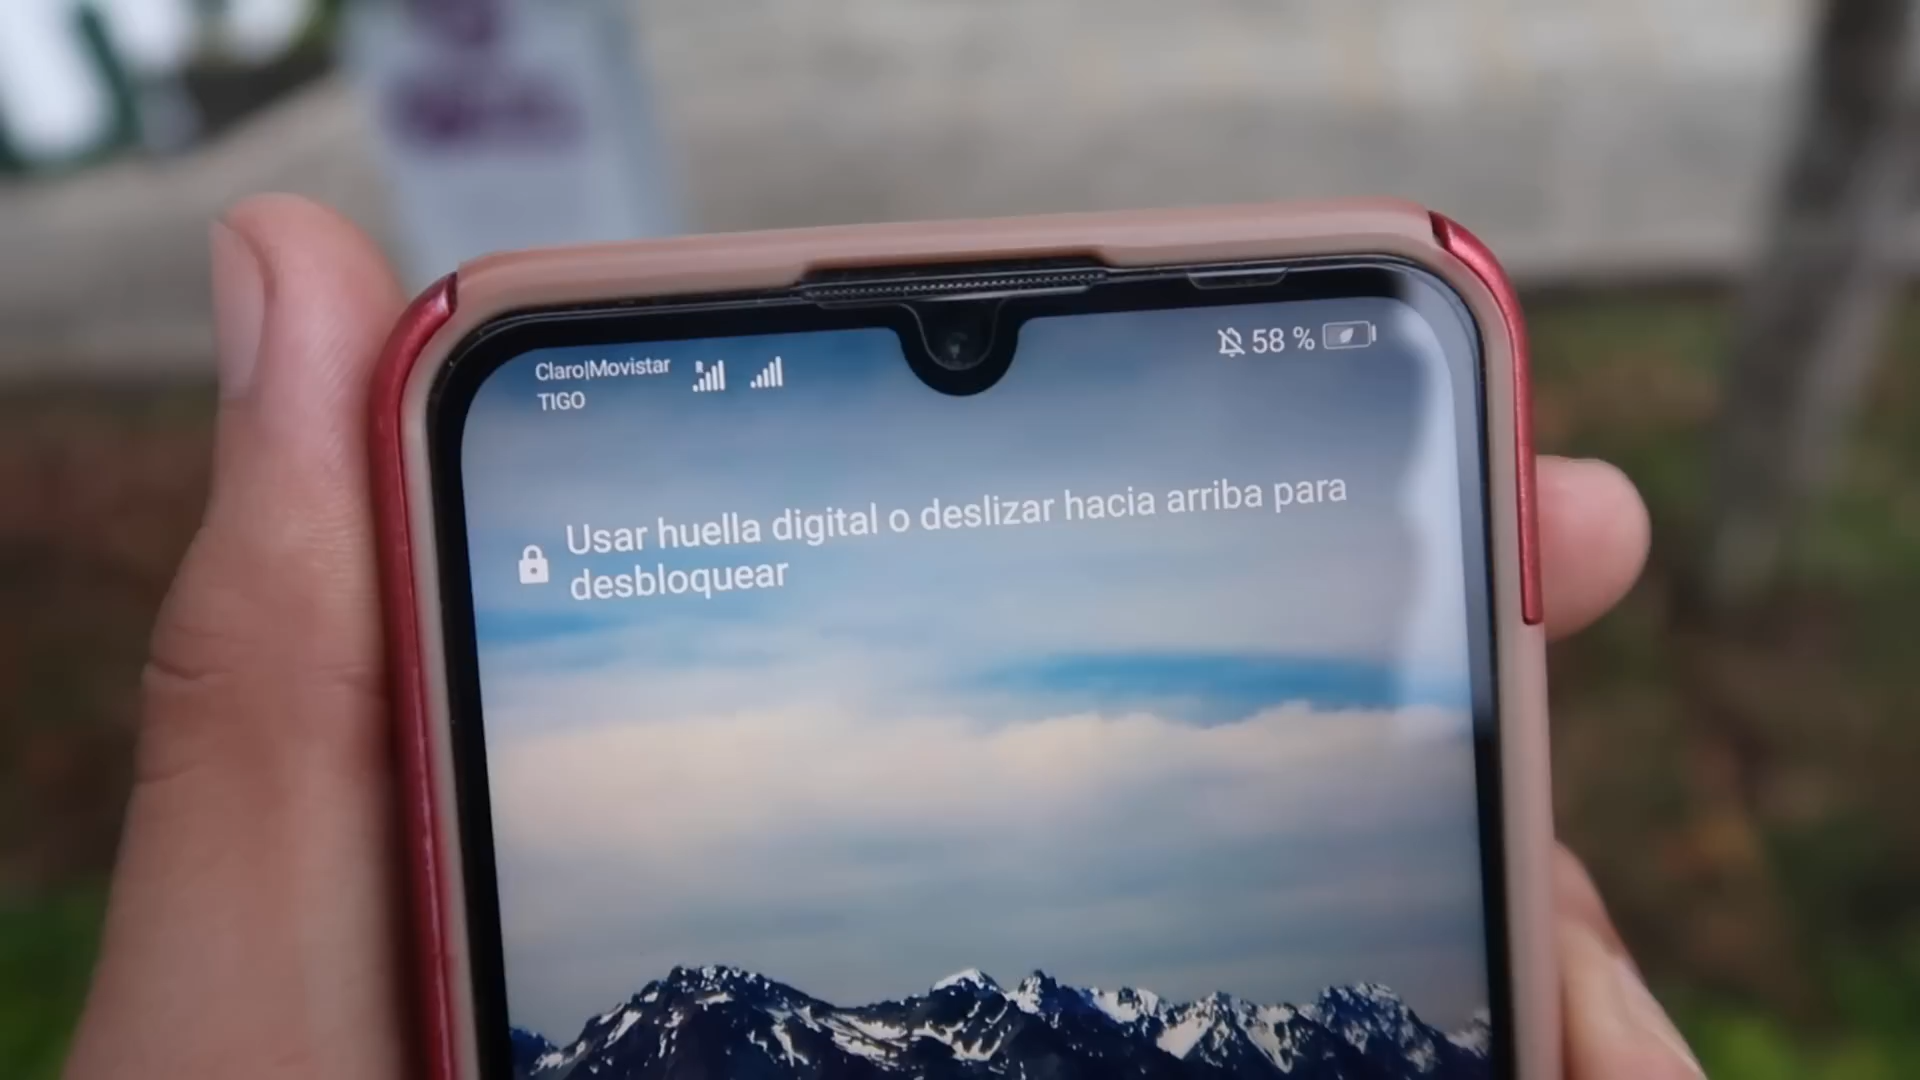 Claro|Movistar
TIGO
58 %
Usar huella digital o deslizar hacia arriba para
desbloquear